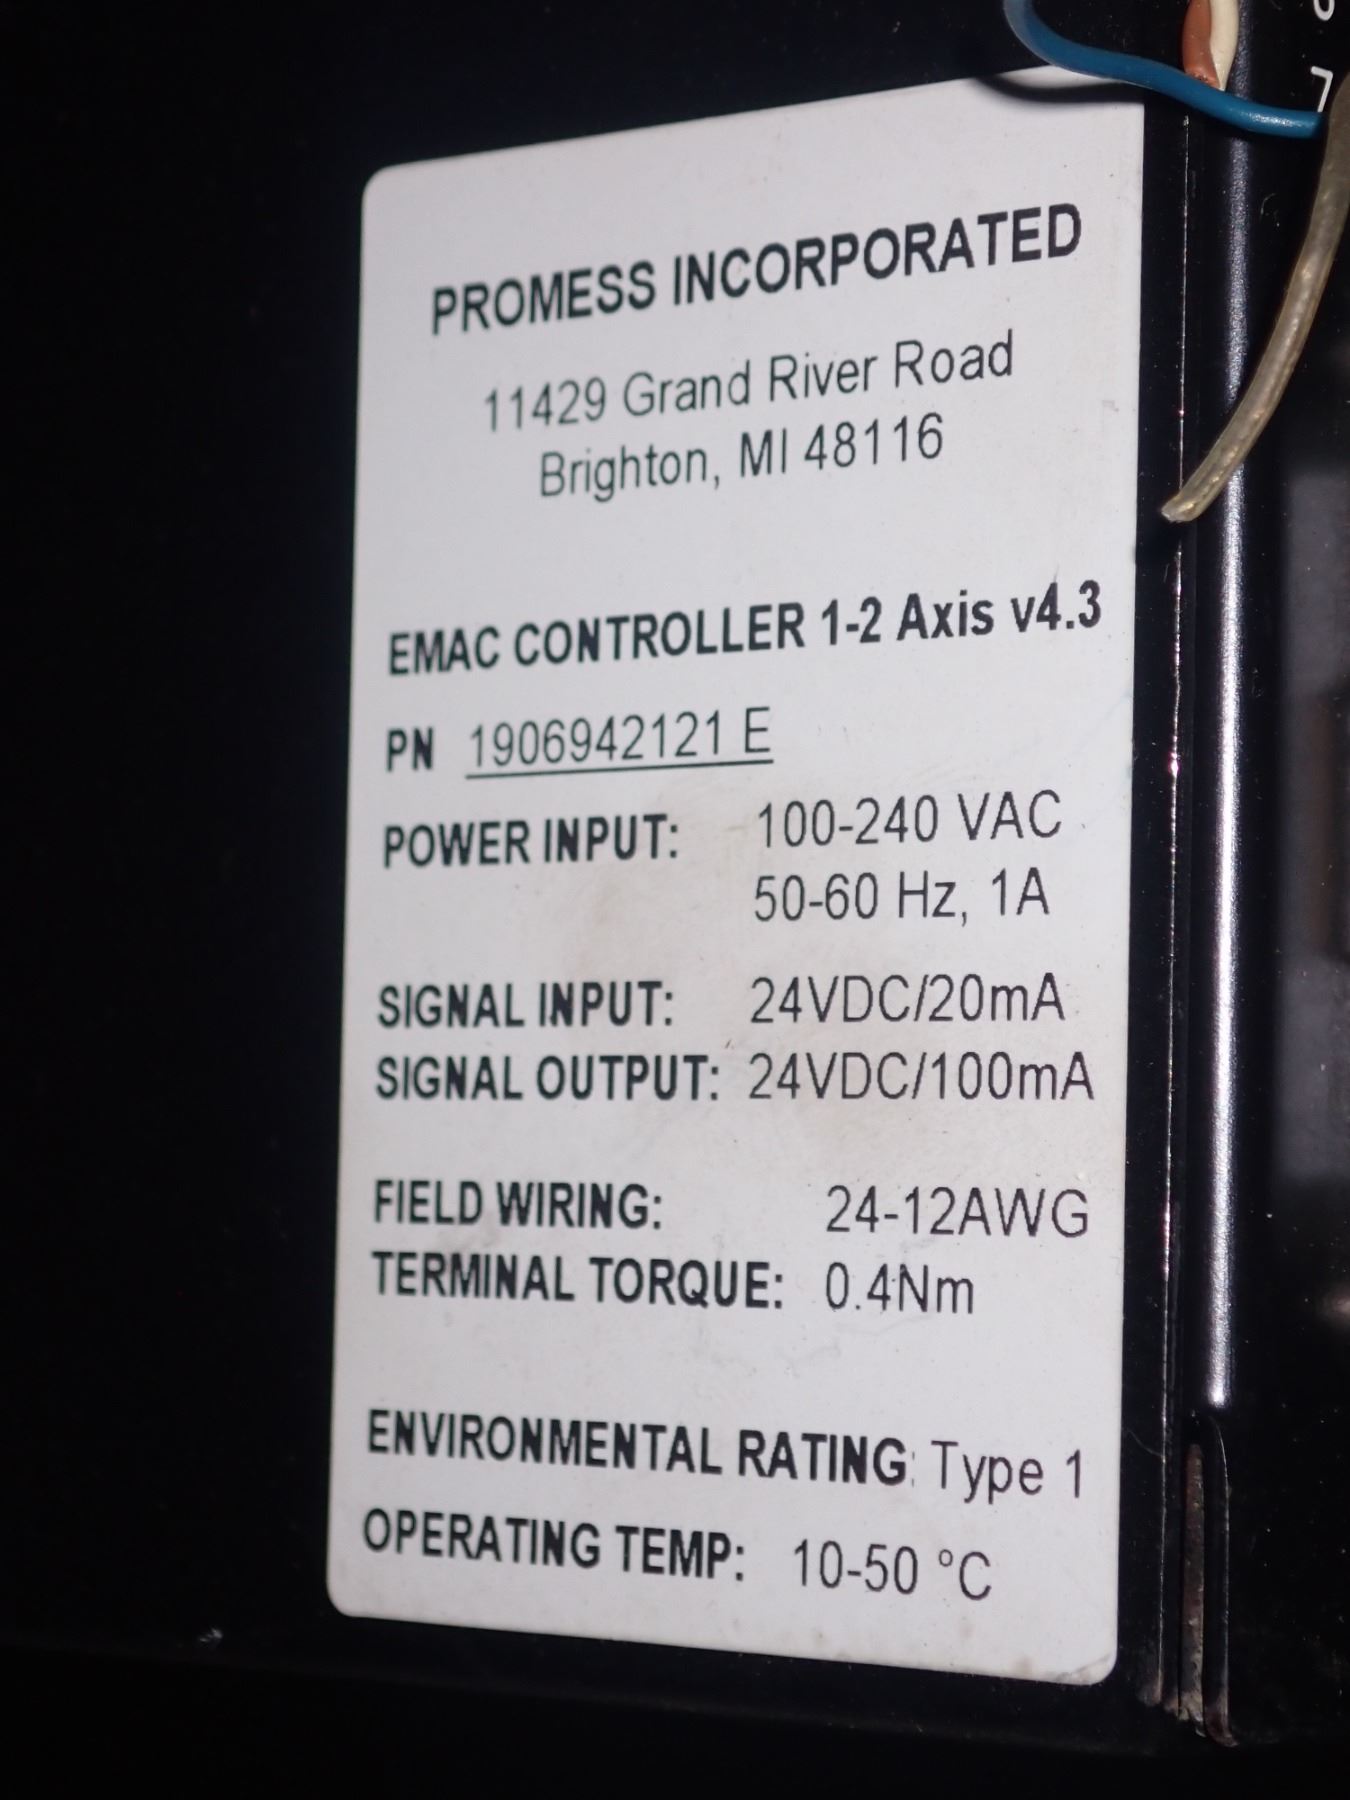 PROMESS INCORPORATED
11429 Grand River Road
Brighton, MI 48116
EMAC CONTROLLER 1-2 Axis v4.3
PN 1906942121 E
POWER INPUT: 100-240 VAC
50-60 Hz, 1A
SIGNAL INPUT: 24VDC/20mA
SIGNAL OUTPUT: 24VDC/100mA
FIELD WIRING: 24-12AWG
TERMINAL TORQUE: 0.4Nm
ENVIRONMENTAL RATING: Type 1
OPERATING TEMP: 10-50 °C
7